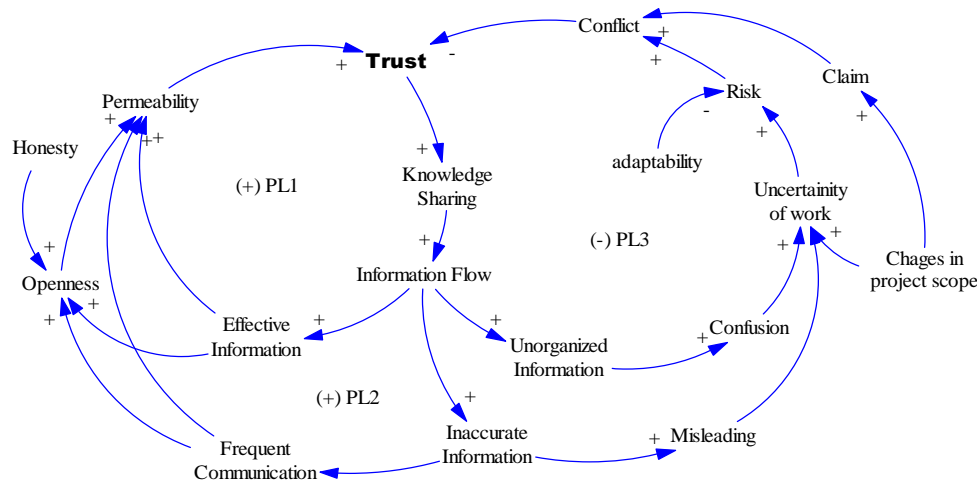 Conflict
+
-
Trust
+
+
Claim
Risk
+
-
+
Permeability
+
++
Honesty
adaptability
+
Knowledge
Sharing
(+) PL1
Uncertainity
of work
(-) PL3
+
+
+
+
Information Flow
Chages in
project scope
Openness
+
+
+
Effective
Information
+
+
Unorganized
Information
Confusion
+
(+) PL2
+
Inaccurate
Information
+
Misleading
Frequent
Communication